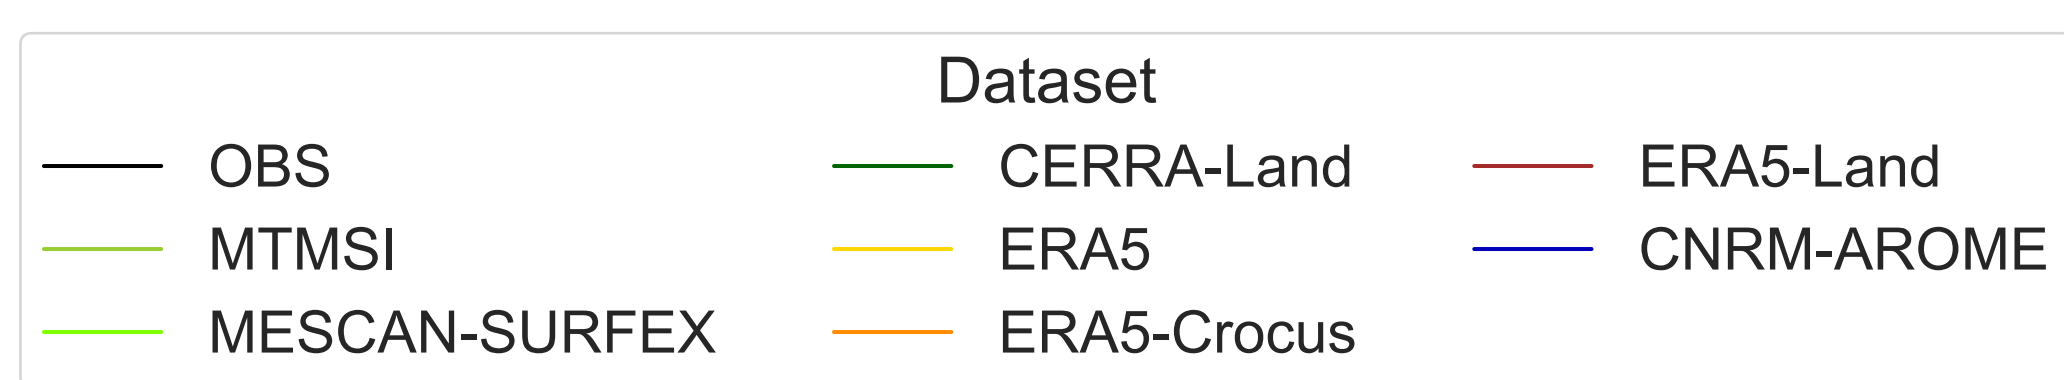 Dataset
OBS CERRA-Land ERA5-Land
MTMSI ERA5 CNRM-AROME
MESCAN-SURFEX ERA5-Crocus